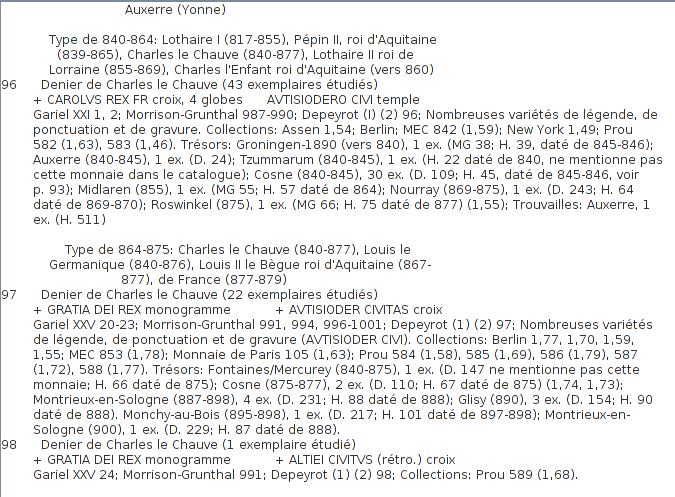 Auxerre (Yonne)
Type de 840-864: Lothaire I (817-855), Pépin II, roi d'Aquitaine
(839-865), Charles le Chauve (840-877), Lothaire II roi de
Lorraine (855-869), Charles l'Enfant roi d'Aquitaine (vers 860)
96 Denier de Charles le Chauve (43 exemplaires étudiés)
+ CAROLVS REX FR croix, 4 globes AVTISIODERO CIVI temple
Gariel XXI 1, 2; Morrison-Grunthal 987-990; Depeyrot (I) (2) 96; Nombreuses variétés de légende, de
ponctuation et de gravure. Collections: Assen 1,54; Berlin; MEC 842 (1,59); New York 1,49; Prou
582 (1,63), 583 (1,46). Trésors: Groningen-1890 (vers 840), 1 ex. (MG 38; H. 39, daté de 845-846);
Auxerre (840-845), 1 ex. (D. 24); Tzummarum (840-845), 1 ex. (H. 22 daté de 840, ne mentionne pas
cette monnaie dans le catalogue); Cosne (840-845), 30 ex. (D. 109; H. 45, daté de 845-846, voir
p. 93); Midlaren (855), 1 ex. (MG 55; H. 57 daté de 864); Nourray (869-875), 1 ex. (D. 243; H. 64
daté de 869-870); Roswinkel (875), 1 ex. (MG 66; H. 75 daté de 877) (1,55); Trouvailles: Auxerre, 1
ex. (H. 511)
Type de 864-875: Charles le Chauve (840-877), Louis le
Germanique (840-876), Louis II le Bègue roi d'Aquitaine (867-
877), de France (877-879)
97 Denier de Charles le Chauve (22 exemplaires étudiés)
+ GRATIA DEI REX monogramme + AVTISIODER CIVITAS croix
Gariel XXV 20-23; Morrison-Grunthal 991, 994, 996-1001; Depeyrot (1) (2) 97; Nombreuses variétés
de légende, de ponctuation et de gravure (AVTISIODER CIVI). Collections: Berlin 1,77, 1,70, 1,59,
1,55; MEC 853 (1,78); Monnaie de Paris 105 (1,63); Prou 584 (1,58), 585 (1,69), 586 (1,79), 587
(1,72), 588 (1,77). Trésors: Fontaines/Mercurey (840-875), 1 ex. (D. 147 ne mentionne pas cette
monnaie; H. 66 daté de 875); Cosne (875-877), 2 ex. (D. 110; H. 67 daté de 875) (1,74, 1,73);
Montrieux-en-Sologne (887-898), 4 ex. (D. 231; H. 88 daté de 888); Glisy (890), 3 ex. (D. 154; H. 90
daté de 888). Monchy-au-Bois (895-898), 1 ex. (D. 217; H. 101 daté de 897-898); Montrieux-en-
Sologne (900), 1 ex. (D. 229; H. 87 daté de 888).
98 Denier de Charles le Chauve (1 exemplaire étudié)
+ GRATIA DEI REX monogramme + ALTIEI CIVITVS (rétro.) croix
Gariel XXV 24; Morrison-Grunthal 991; Depeyrot (1) (2) 98; Collections: Prou 589 (1,68).